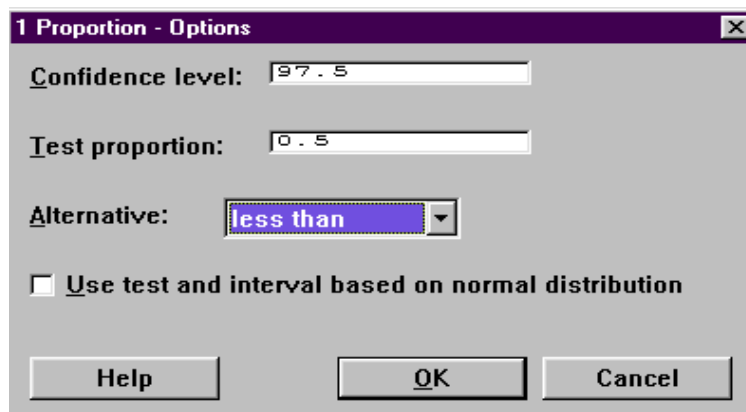 1 Proportion - Options
Confidence level: 97.5
Test proportion: 0.5
Alternative: less than
Use test and interval based on normal distribution
Help OK Cancel